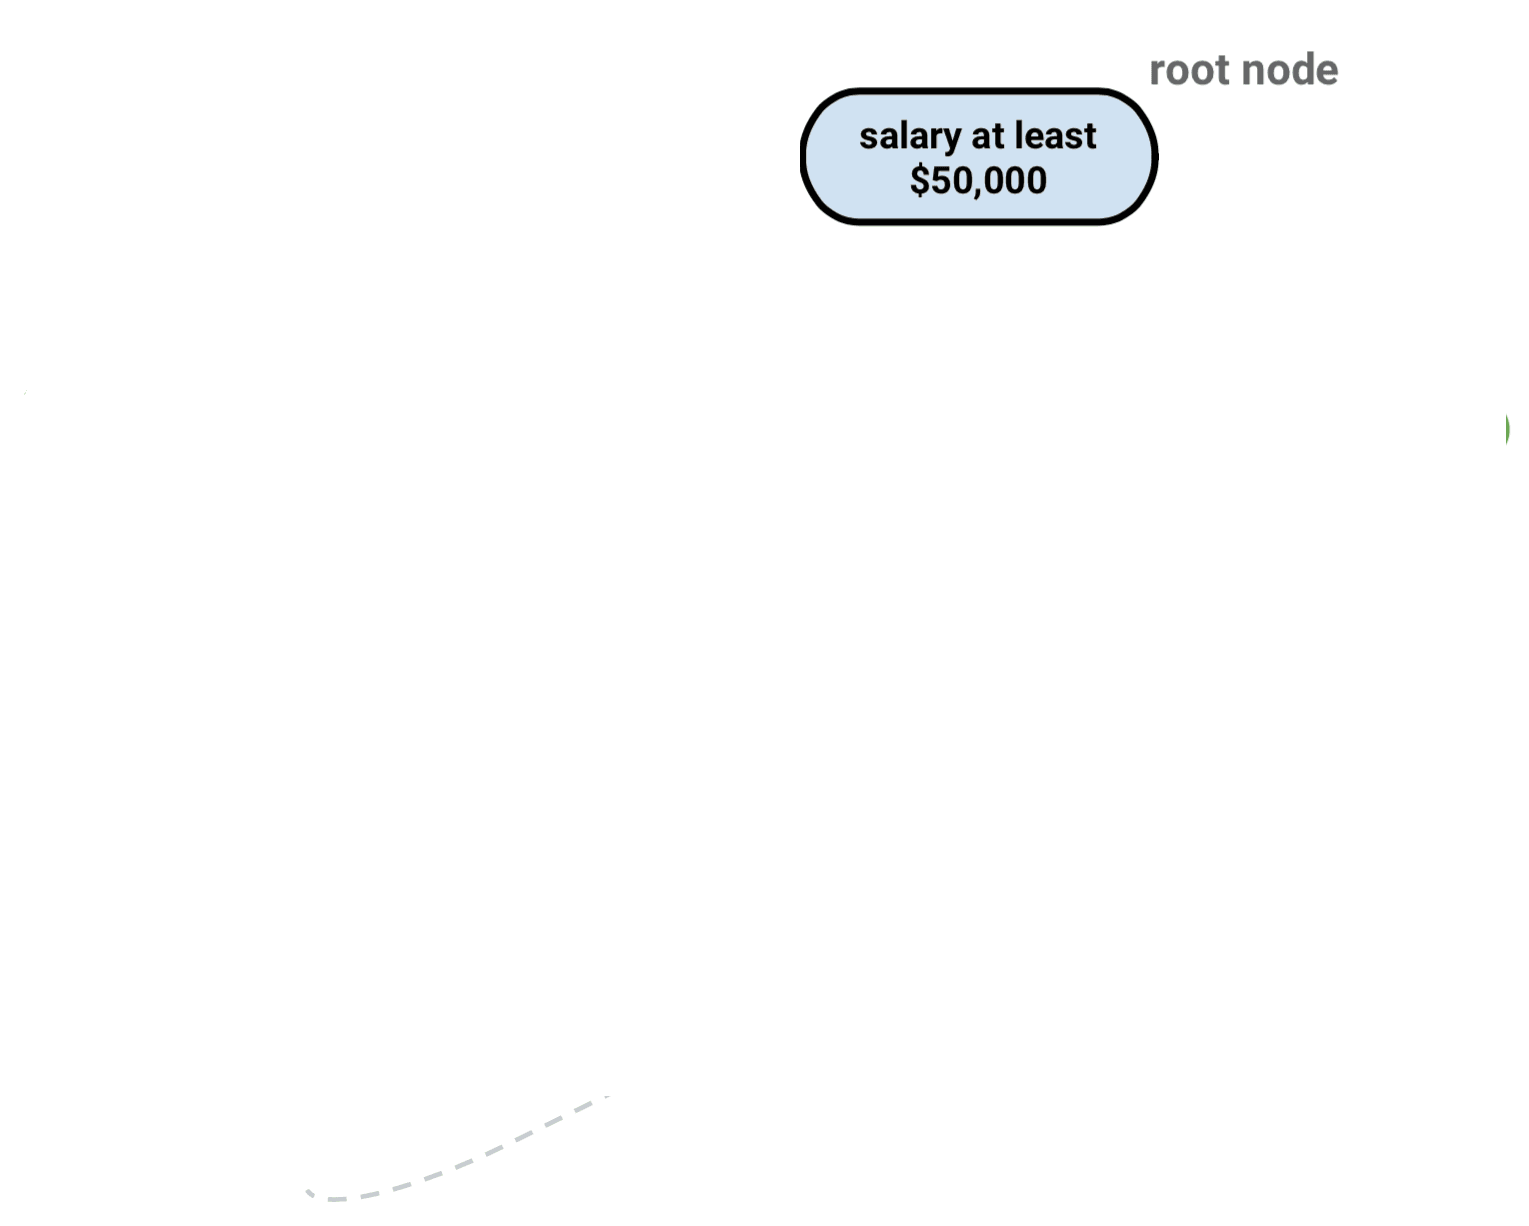 root node
salary at least
$50,000